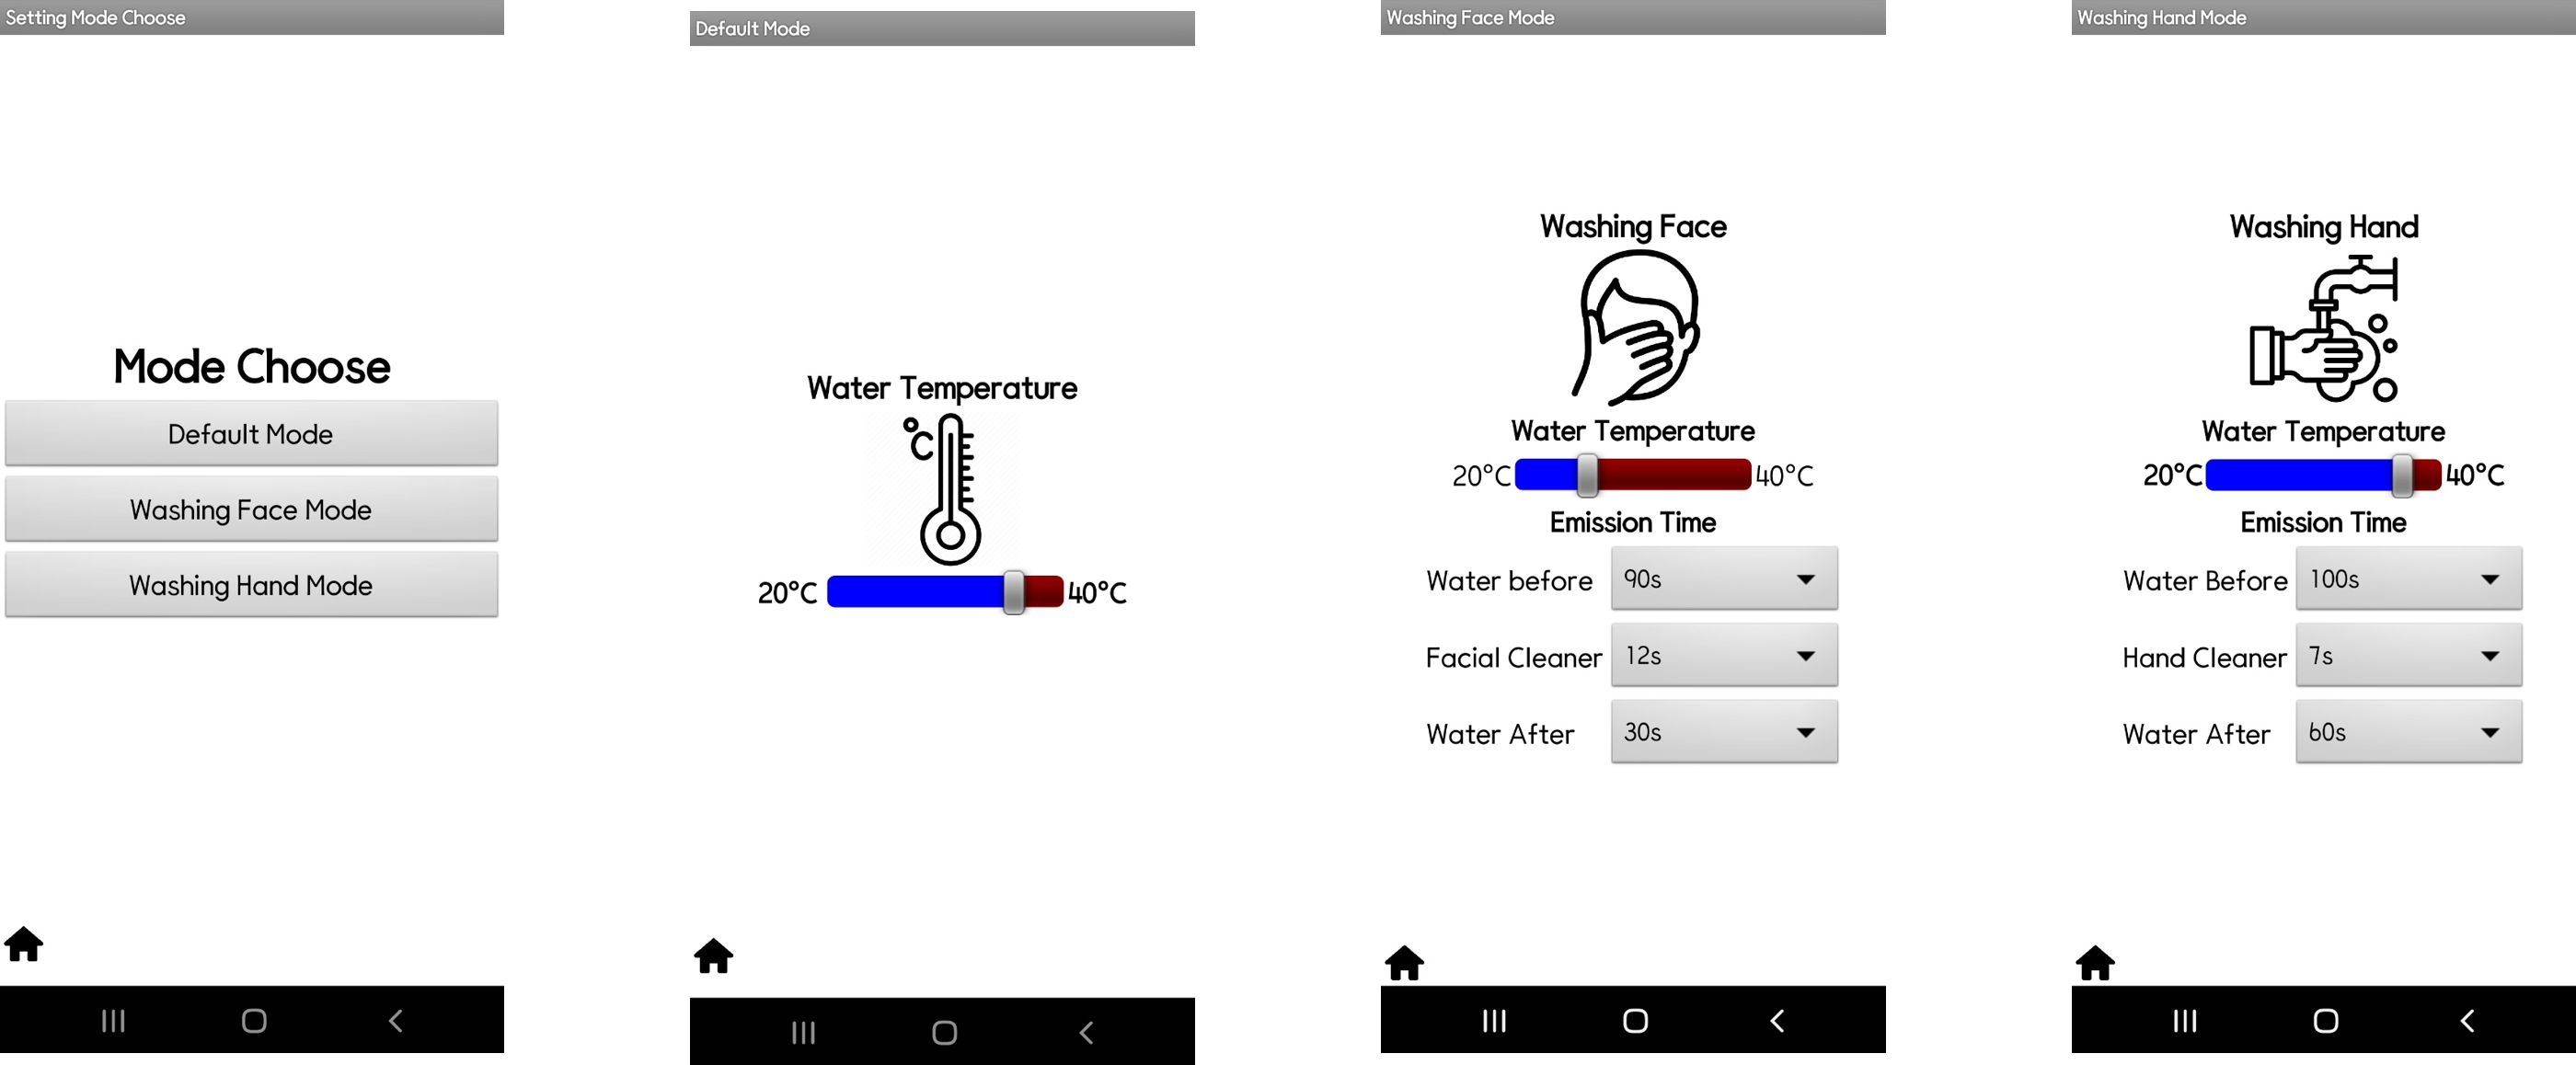 Setting Mode Choose
Mode Choose
Default Mode
Washing Face Mode
Washing Hand Mode
Default Mode
Water Temperature
°C
20°C 40°C
Washing Face Mode
Washing Face
Water Temperature
20°C 40°C
Emission Time
Water before 90s
Facial Cleaner 12s
Water After 30s
Washing Hand Mode
Washing Hand
Water Temperature
20°C 40°C
Emission Time
Water Before 100s
Hand Cleaner 7s
Water After 60s